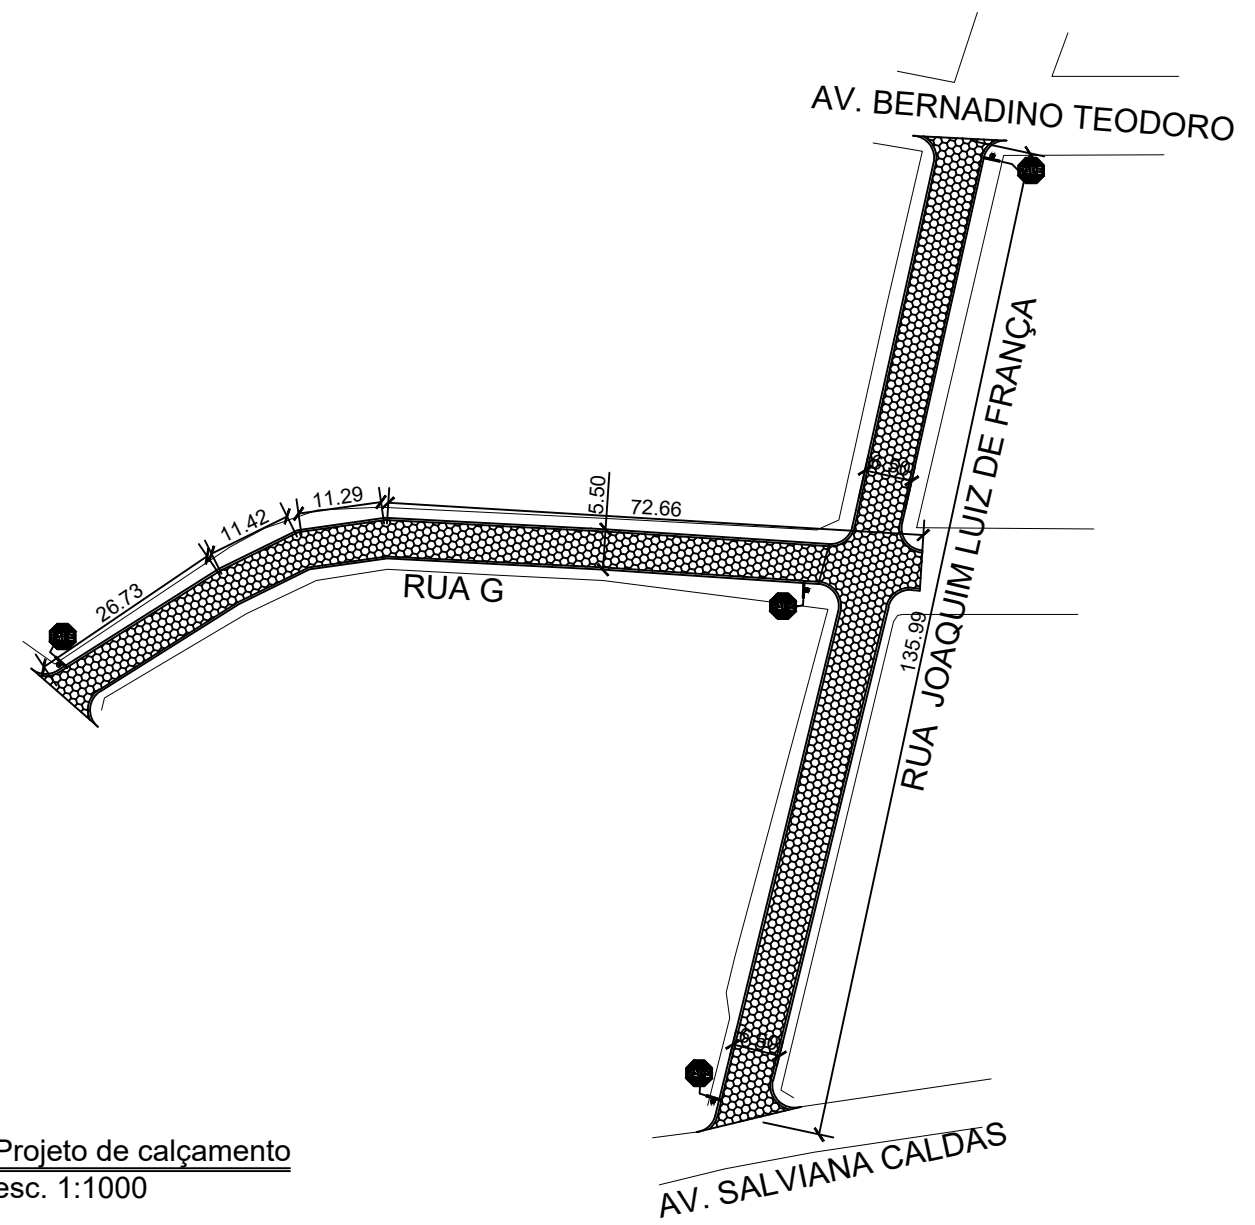 AV. BERNADINO TEODORO
RUA JOAQUIM LUIZ DE FRANÇA
135.99
5.50
72.66
11.29
11.42
26.73
RUA G
AV. SALVIANA CALDAS
Projeto de calçamento
esc. 1:1000